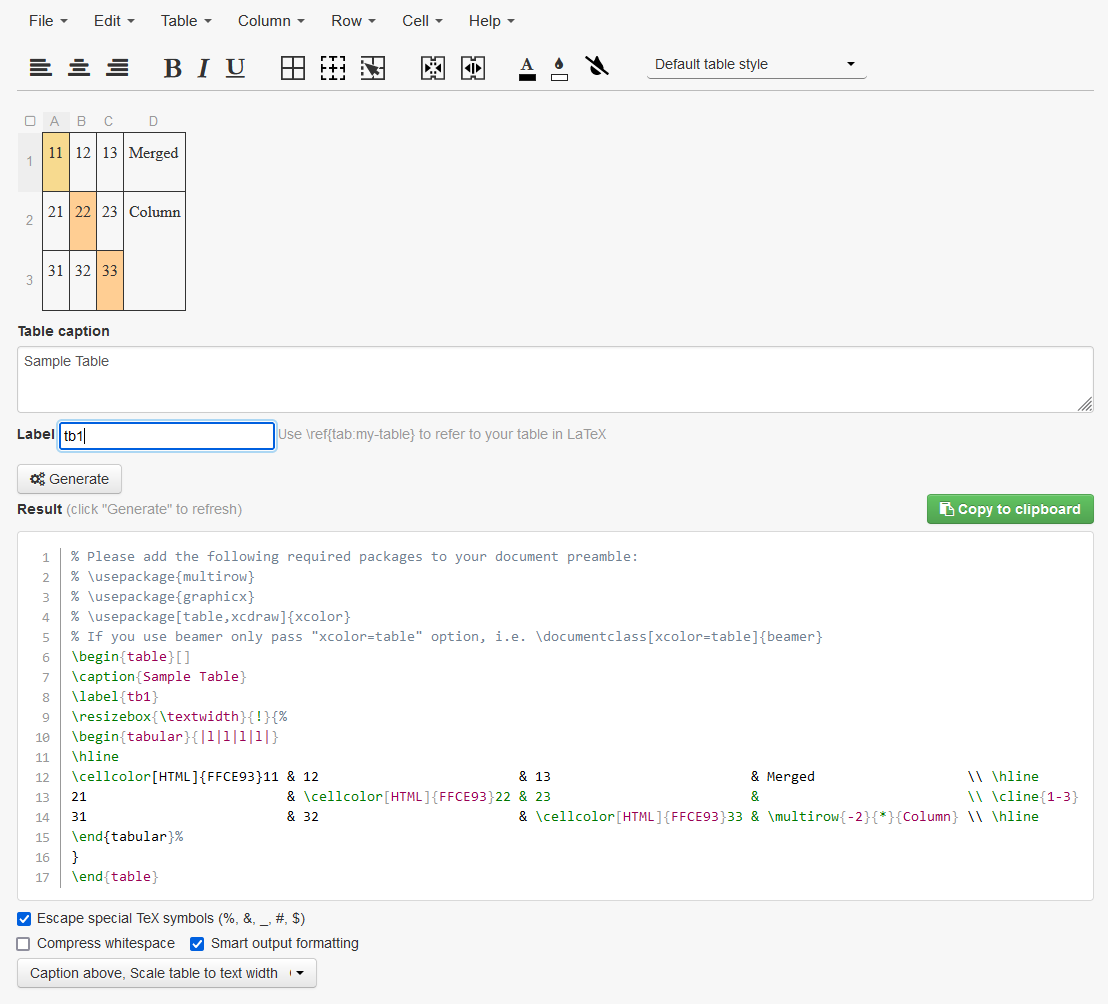 File Edit Table Column Row Cell Help
B I U A Default table style
A B C D
1 11 12 13 Merged
2 21 22 23 Column
3 31 32 33
Table caption
Sample Table
Label tb1 Use \ref{tab:my-table} to refer to your table in LaTeX
Generate
Result (click "Generate" to refresh) Copy to clipboard
1 % Please add the following required packages to your document preamble:
2 % \usepackage{multirow}
3 % \usepackage{graphicx}
4 % \usepackage[table,xcdraw]{xcolor}
5 % If you use beamer only pass "xcolor=table" option, i.e. \documentclass[xcolor=table]{beamer}
6 \begin{table}[]
7 \caption{Sample Table}
8 \label{tb1}
9 \resizebox{\textwidth}{!}{%
10 \begin{tabular}{|l|l|l|l|}
11 \hline
12 \cellcolor[HTML]{FFCE93}11 & 12 & 13 & Merged \\ \hline
13 21 & \cellcolor[HTML]{FFCE93}22 & 23 & \\ \cline{1-3}
14 31 & 32 & \cellcolor[HTML]{FFCE93}33 & \multirow{-2}{*}{Column} \\ \hline
15 \end{tabular}%
16 }
17 \end{table}
Escape special TeX symbols (%, &, _, #, $)
Compress whitespace Smart output formatting
Caption above, Scale table to text width